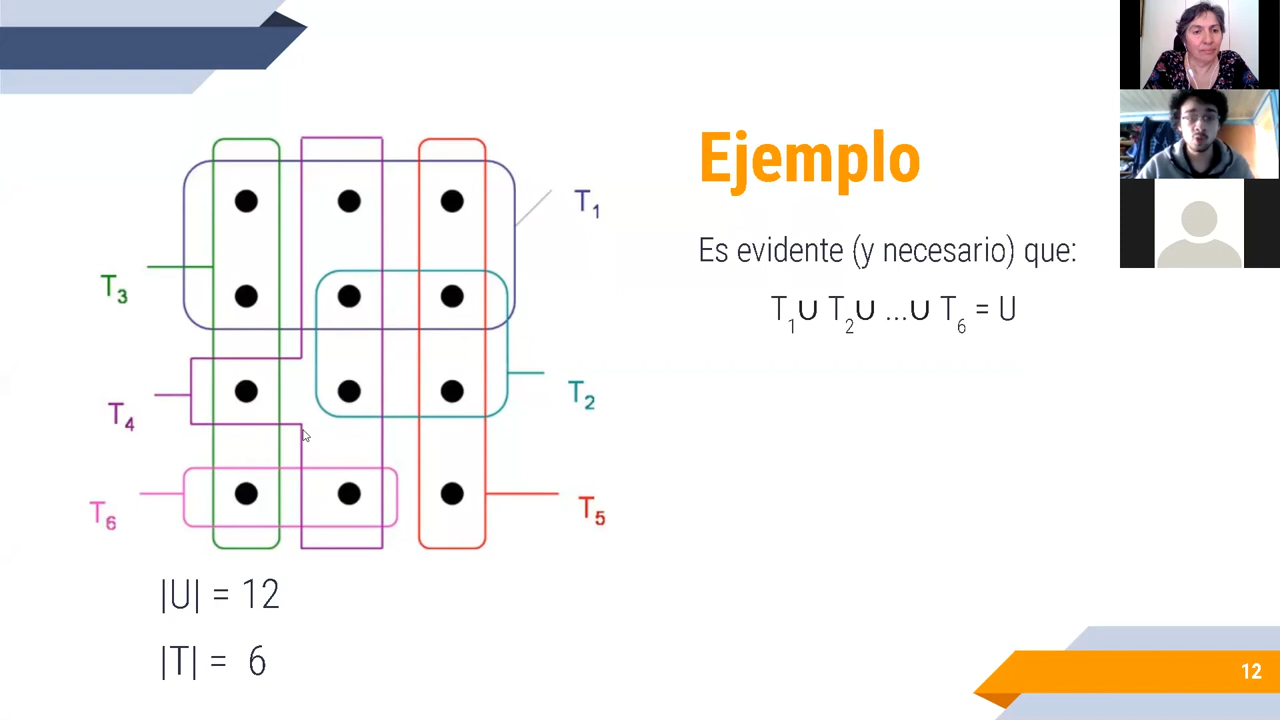 Ejemplo
Es evidente (y necesario) que:
T₁∪ T₂∪ ...∪ T₆ = U
T₁
T₃
T₂
T₄
T₆
T₅
|U| = 12
|T| = 6
12